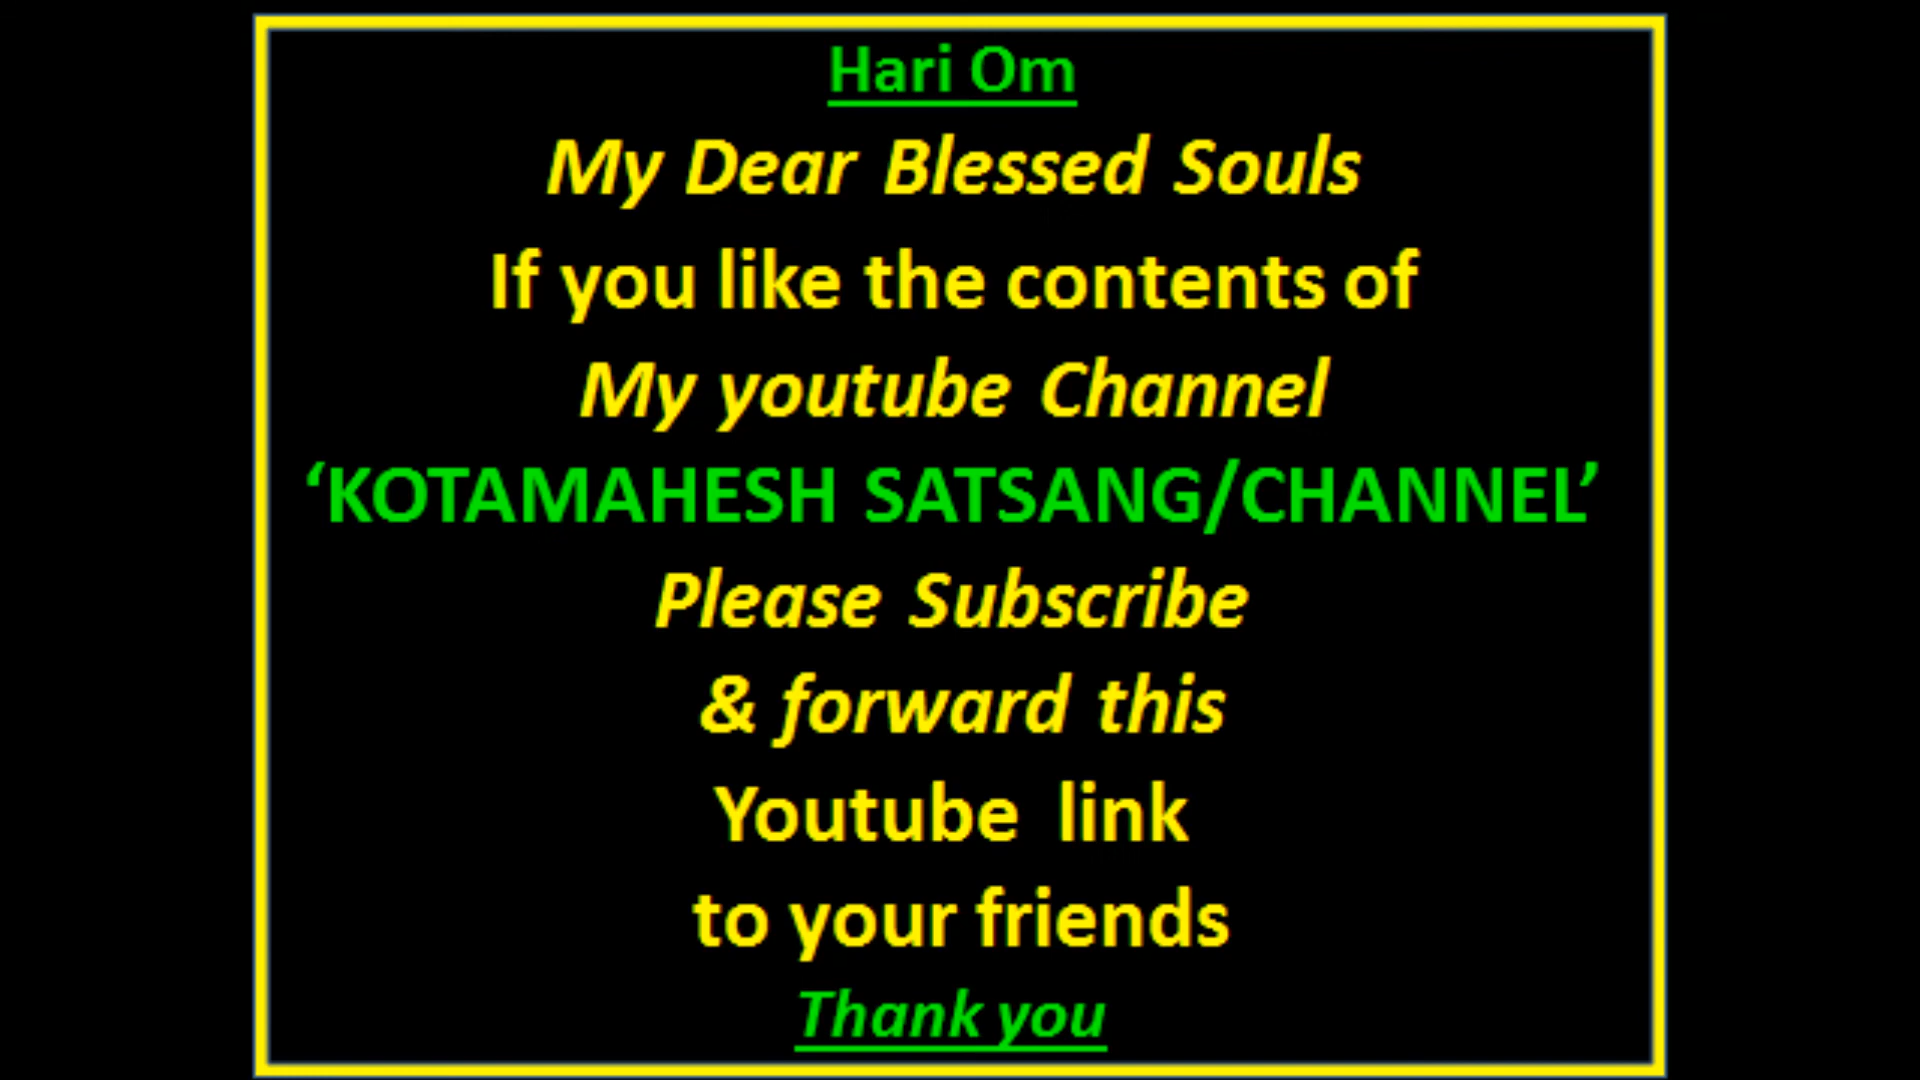 Hari Om
My Dear Blessed Souls
If you like the contents of
My youtube Channel
‘KOTAMAHESH SATSANG/CHANNEL’
Please Subscribe
& forward this
Youtube link
to your friends
Thank you